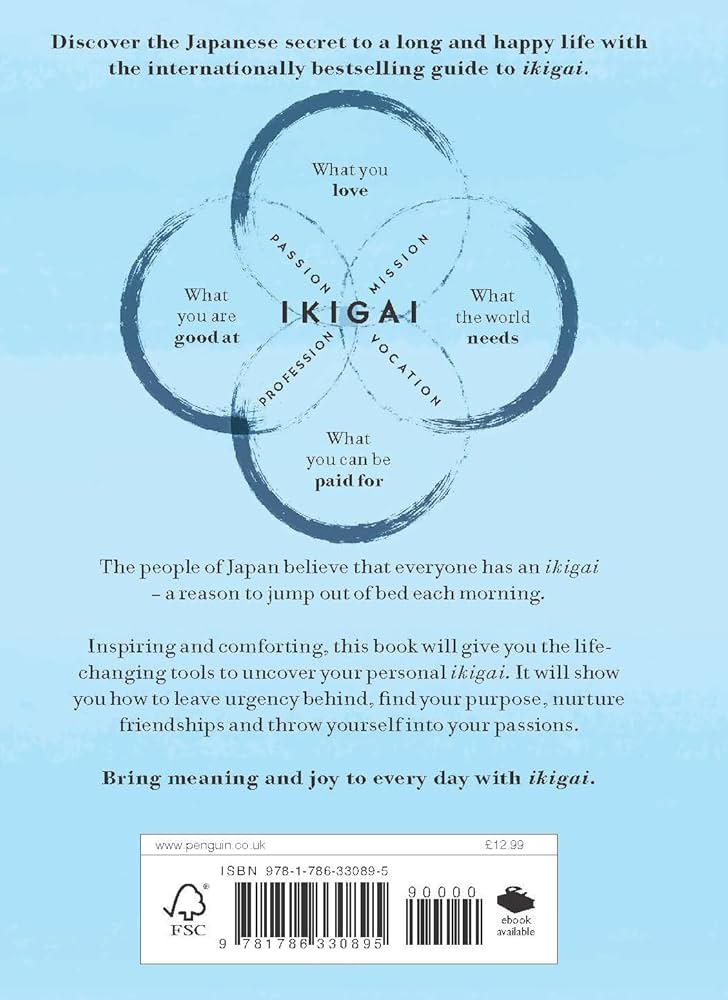 Discover the Japanese secret to a long and happy life with
the internationally bestselling guide to ikigai.
What you
love
PASSION
MISSION
What
you are
good at
IKIGAI
What
the world
needs
PROFESSION
VOCATION
What
you can be
paid for
The people of Japan believe that everyone has an ikigai
– a reason to jump out of bed each morning.
Inspiring and comforting, this book will give you the life-
changing tools to uncover your personal ikigai. It will show
you how to leave urgency behind, find your purpose, nurture
friendships and throw yourself into your passions.
Bring meaning and joy to every day with ikigai.
www.penguin.co.uk £12.99
ISBN 978-1-786-33089-5
90000
FSC
®
9 781786 330895
ebook
available